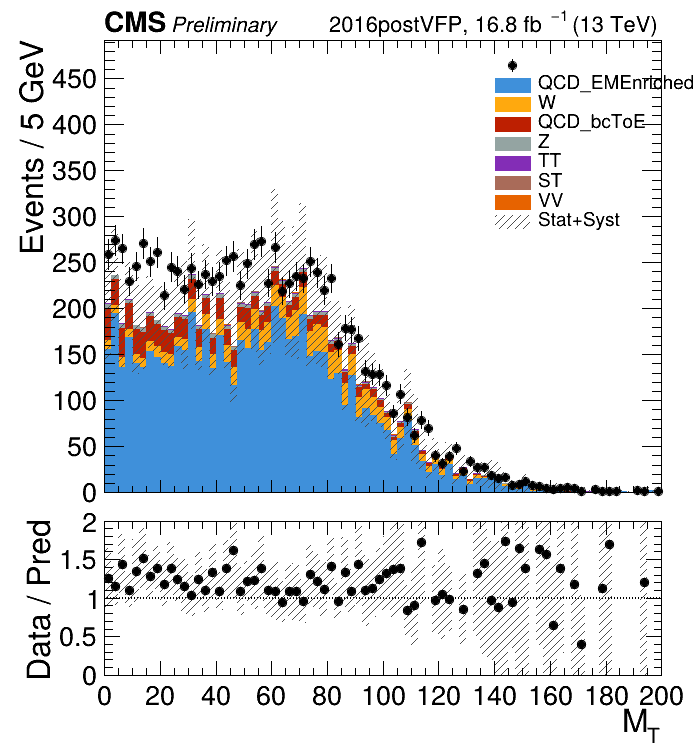 CMS Preliminary 2016postVFP, 16.8 fb ⁻¹ (13 TeV)
Events / 5 GeV
450
400
350
300
250
200
150
100
50
0
QCD_EMEnriched
W
QCD_bcToE
Z
TT
ST
VV
Stat+Syst
Data / Pred
2
1.5
1
0.5
0
0 20 40 60 80 100 120 140 160 180 200
M_T